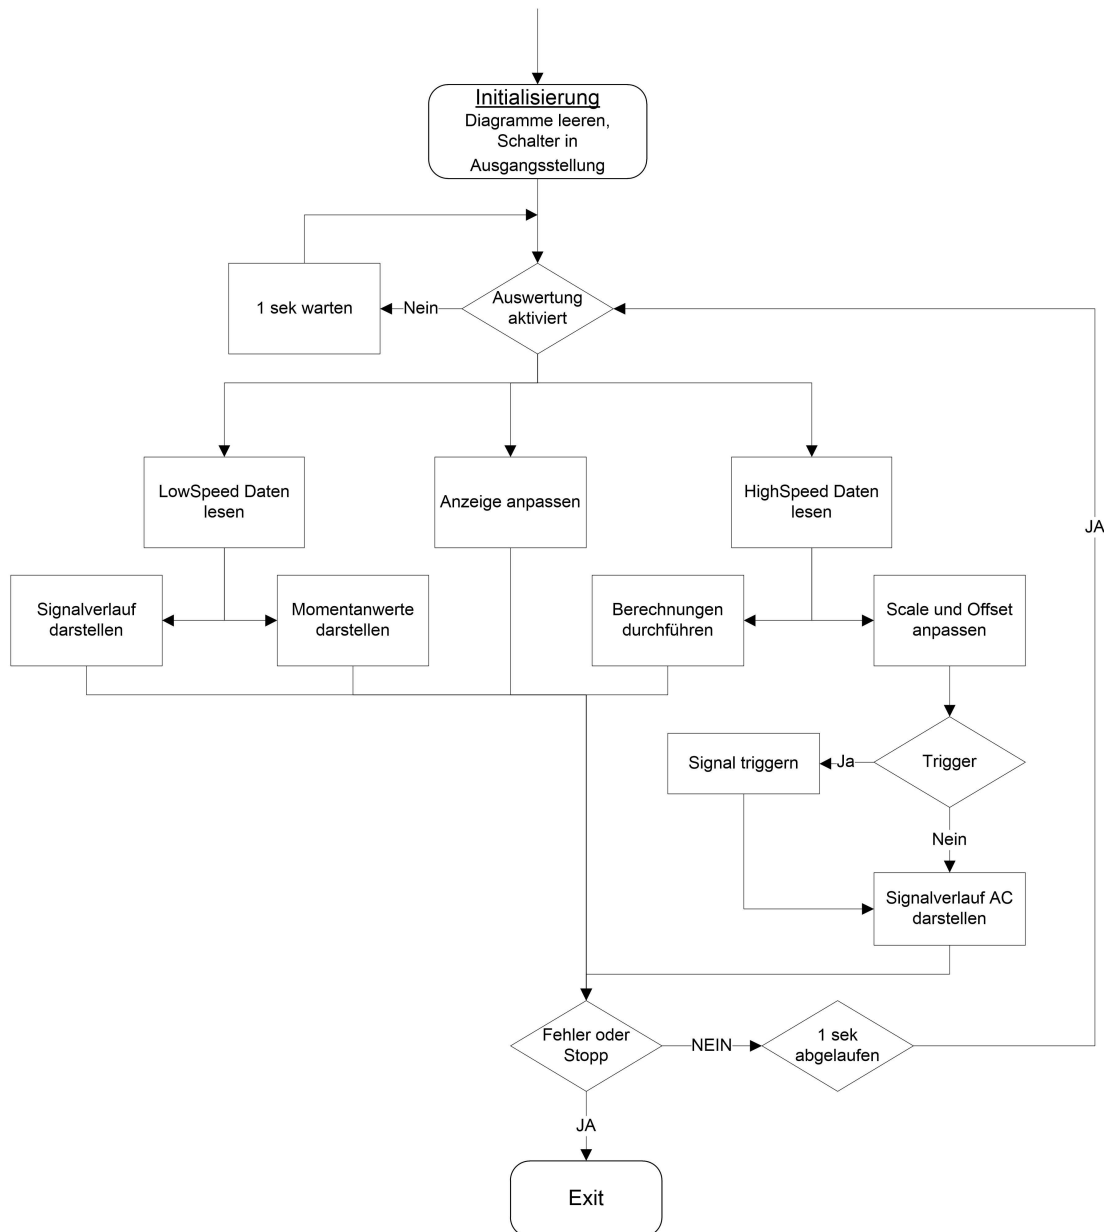 Initialisierung
Diagramme leeren,
Schalter in
Ausgangsstellung
1 sek warten
Nein
Auswertung
aktiviert
LowSpeed Daten
lesen
Anzeige anpassen
HighSpeed Daten
lesen
JA
Signalverlauf
darstellen
Momentanwerte
darstellen
Berechnungen
durchführen
Scale und Offset
anpassen
Signal triggern
Ja
Trigger
Nein
Signalverlauf AC
darstellen
Fehler oder
Stopp
NEIN
1 sek
abgelaufen
JA
Exit